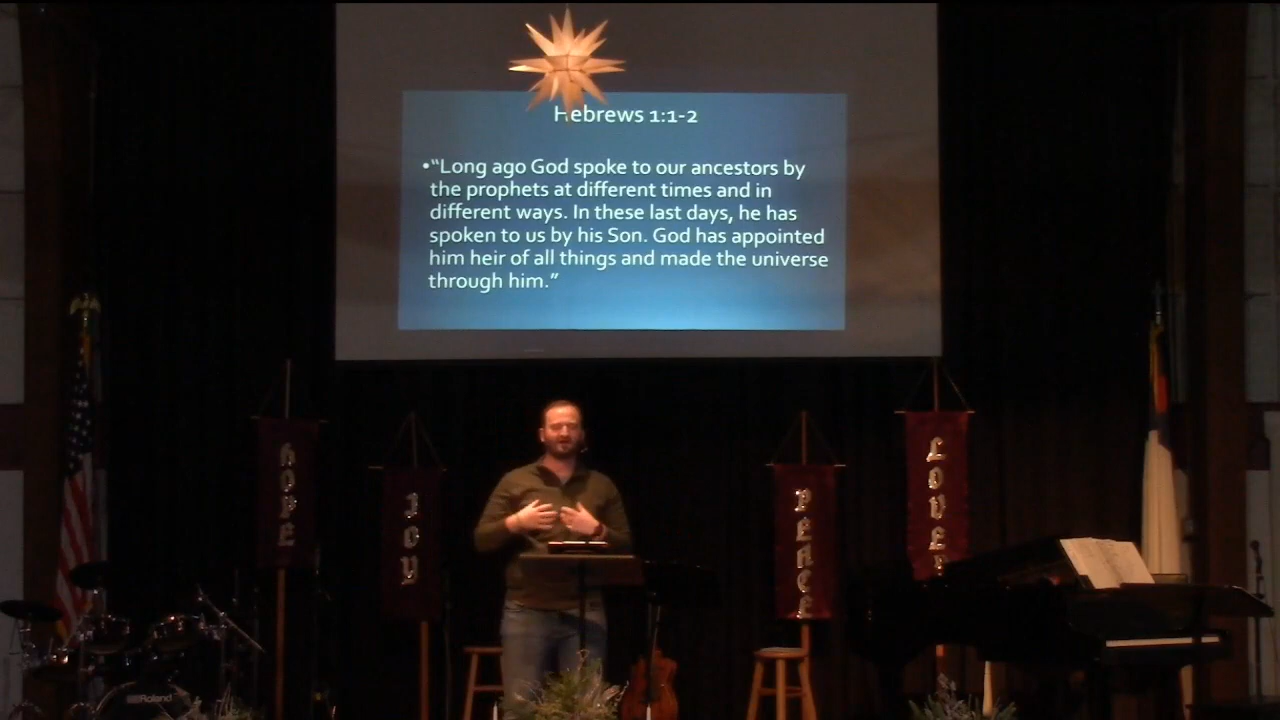 Hebrews 1:1-2
•“Long ago God spoke to our ancestors by
the prophets at different times and in
different ways. In these last days, he has
spoken to us by his Son. God has appointed
him heir of all things and made the universe
through him.”
HOPE
JOY
PEACE
LOVE
Roland